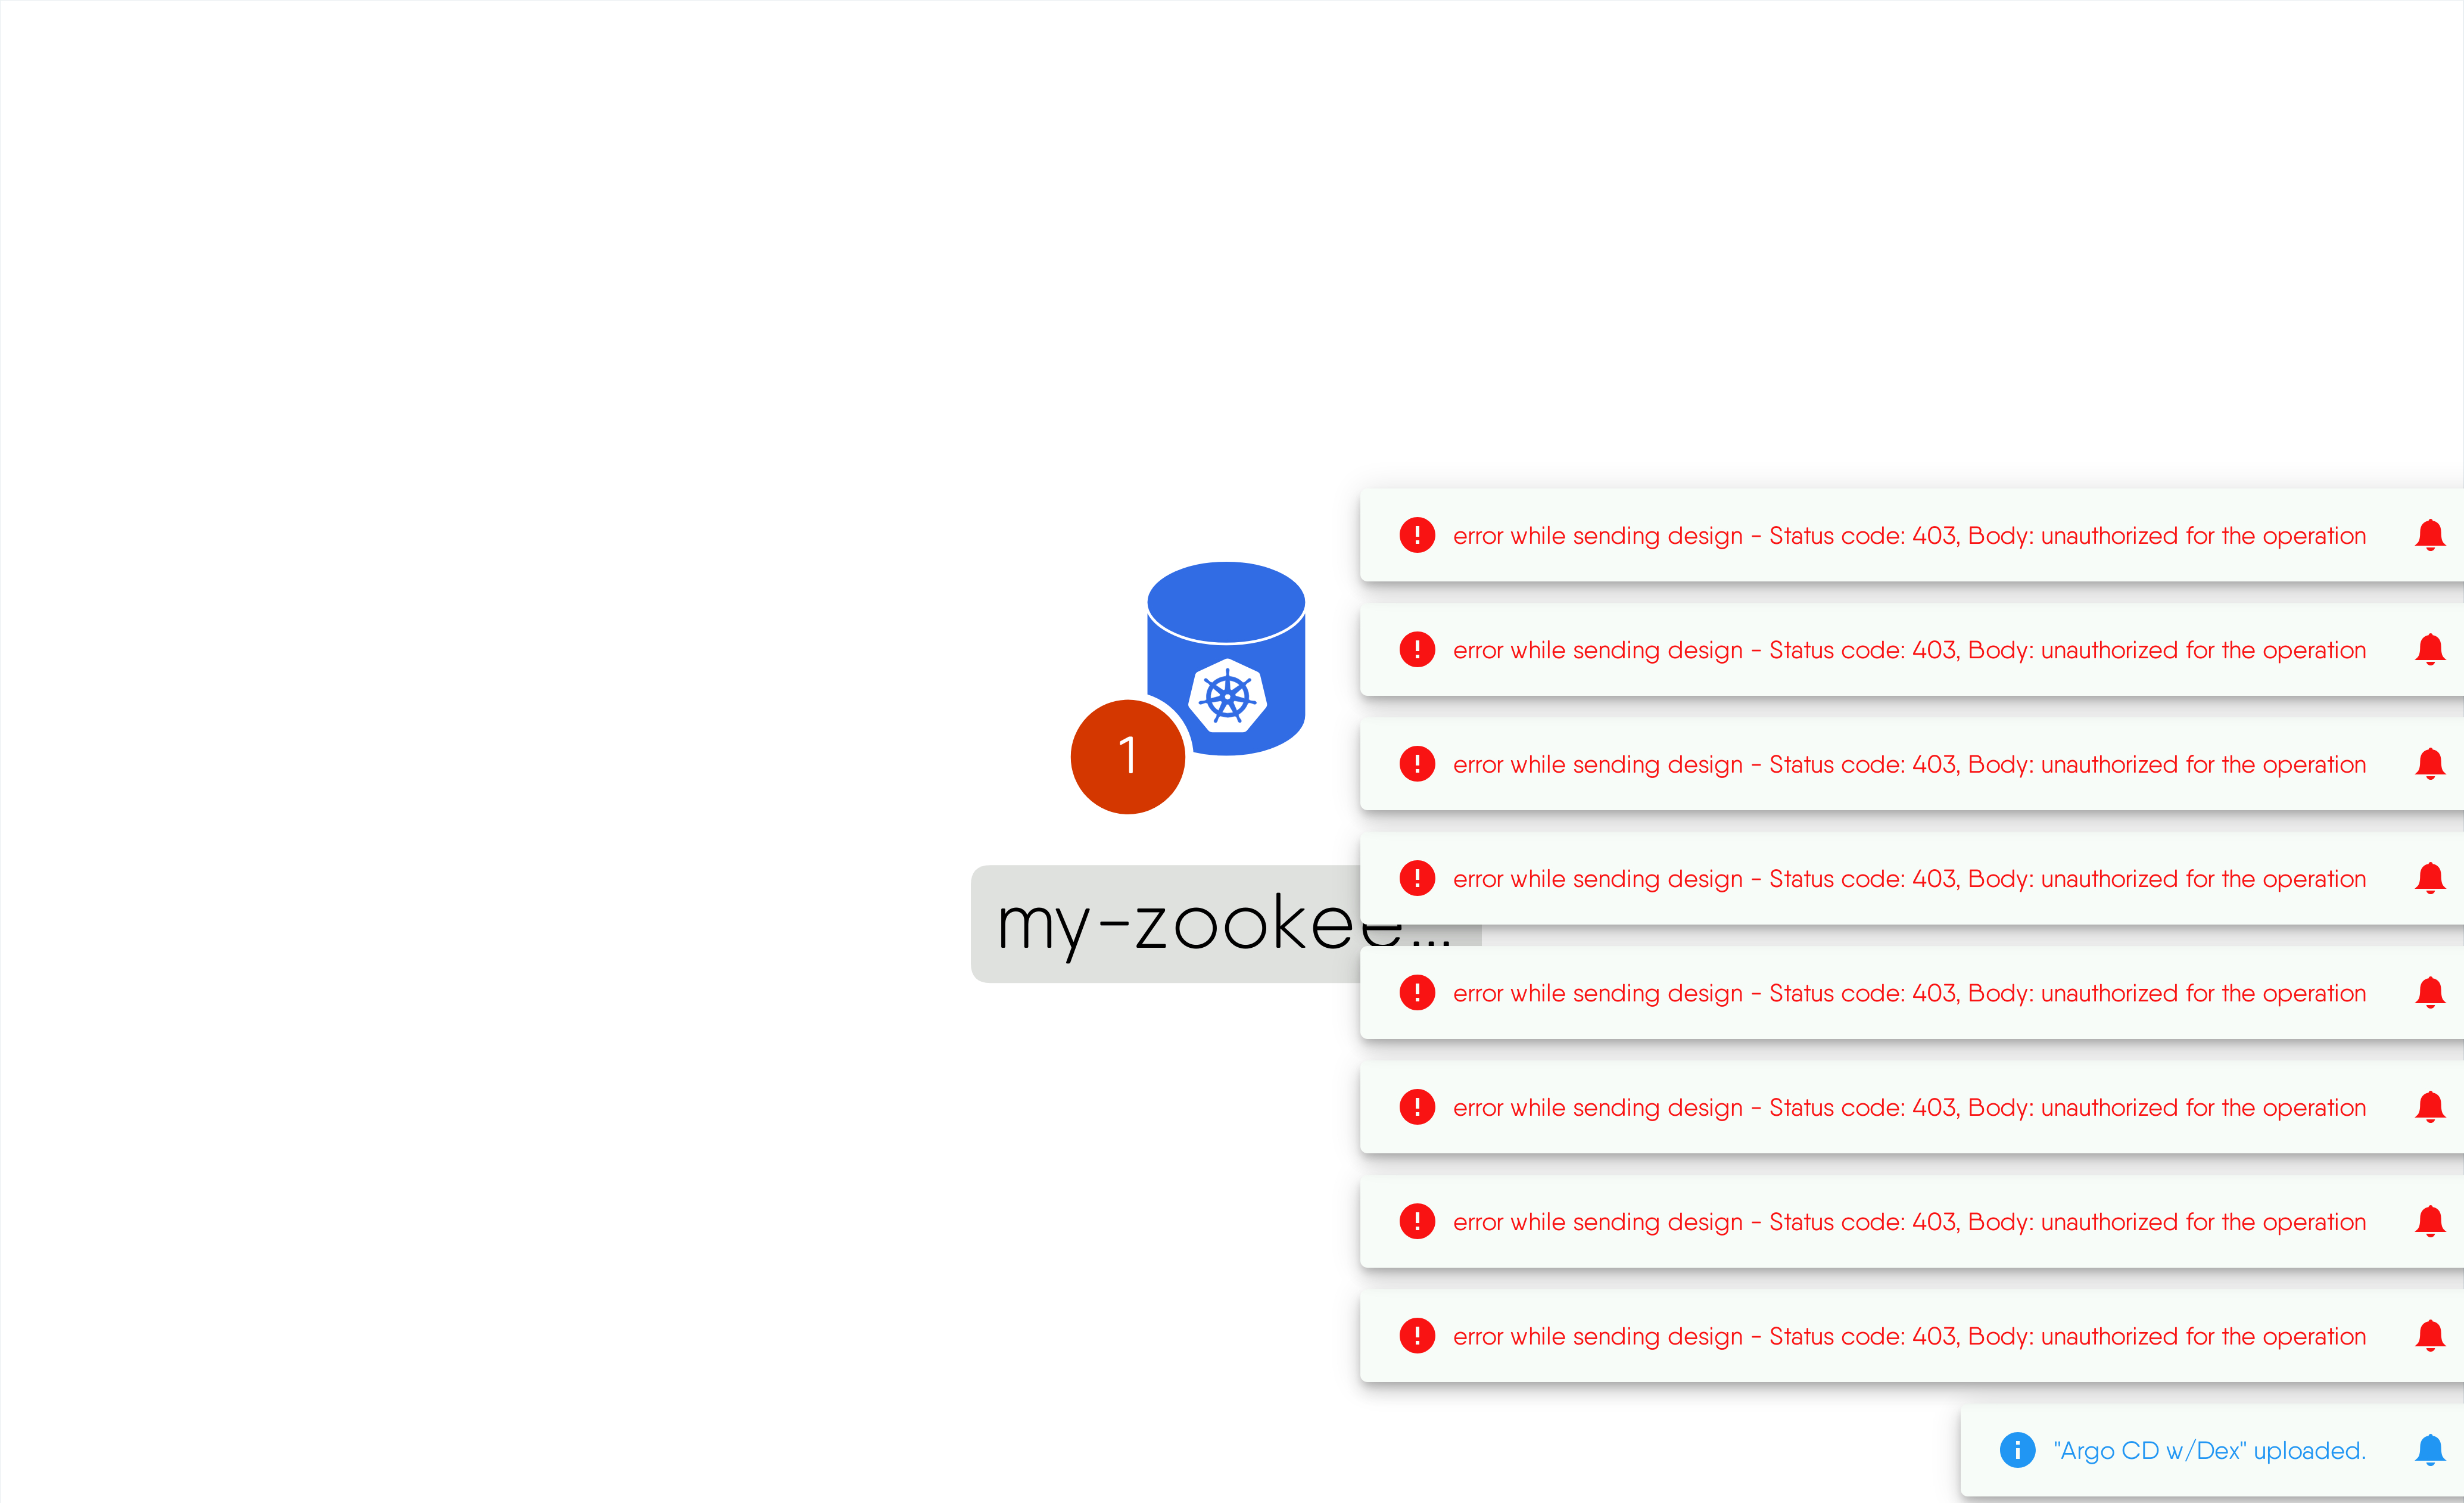 error while sending design - Status code: 403, Body: unauthorized for the operation
error while sending design - Status code: 403, Body: unauthorized for the operation
1
error while sending design - Status code: 403, Body: unauthorized for the operation
error while sending design - Status code: 403, Body: unauthorized for the operation
my-zookee...
error while sending design - Status code: 403, Body: unauthorized for the operation
error while sending design - Status code: 403, Body: unauthorized for the operation
error while sending design - Status code: 403, Body: unauthorized for the operation
error while sending design - Status code: 403, Body: unauthorized for the operation
"Argo CD w/Dex" uploaded.